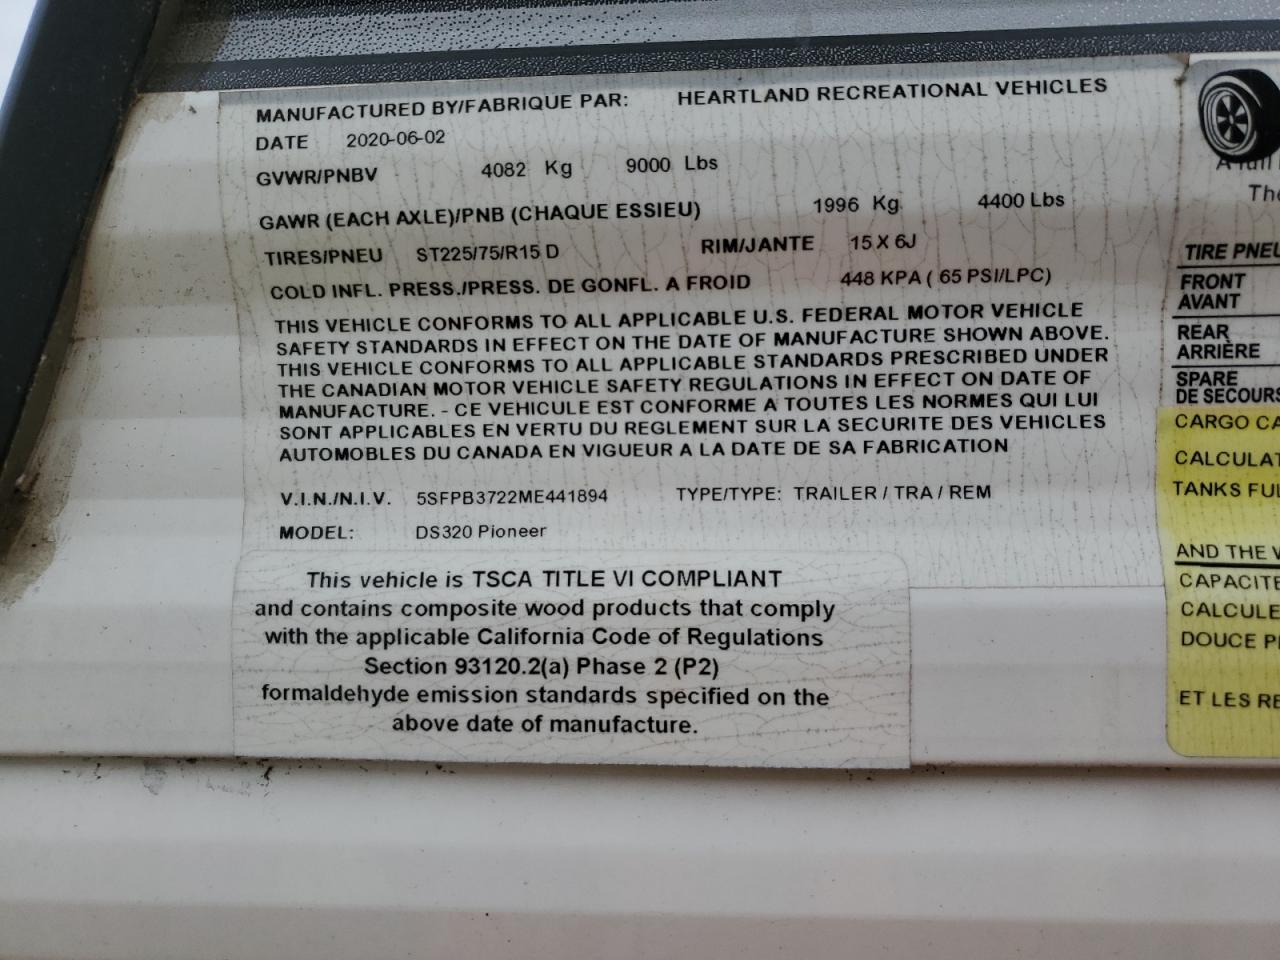 MANUFACTURED BY/FABRIQUE PAR: HEARTLAND RECREATIONAL VEHICLES
DATE 2020-06-02
GVWR/PNBV 4082 Kg 9000 Lbs
GAWR (EACH AXLE)/PNB (CHAQUE ESSIEU) 1996 Kg 4400 Lbs
TIRES/PNEU ST225/75/R15 D RIM/JANTE 15 X 6J
COLD INFL. PRESS./PRESS. DE GONFL. A FROID 448 KPA ( 65 PSI/LPC)
THIS VEHICLE CONFORMS TO ALL APPLICABLE U.S. FEDERAL MOTOR VEHICLE
SAFETY STANDARDS IN EFFECT ON THE DATE OF MANUFACTURE SHOWN ABOVE.
THIS VEHICLE CONFORMS TO ALL APPLICABLE STANDARDS PRESCRIBED UNDER
THE CANADIAN MOTOR VEHICLE SAFETY REGULATIONS IN EFFECT ON DATE OF
MANUFACTURE. - CE VEHICULE EST CONFORME A TOUTES LES NORMES QUI LUI
SONT APPLICABLES EN VERTU DU REGLEMENT SUR LA SECURITE DES VEHICLES
AUTOMOBLES DU CANADA EN VIGUEUR A LA DATE DE SA FABRICATION
V.I.N./N.I.V. 5SFPB3722ME441894 TYPE/TYPE: TRAILER / TRA / REM
MODEL: DS320 Pioneer
This vehicle is TSCA TITLE VI COMPLIANT
and contains composite wood products that comply
with the applicable California Code of Regulations
Section 93120.2(a) Phase 2 (P2)
formaldehyde emission standards specified on the
above date of manufacture.
A
TIRE PNEU
FRONT
AVANT
REAR
ARRIÈRE
SPARE
DE SECOURS
CARGO
TANKS
AND THE
DOUCE
ET LES